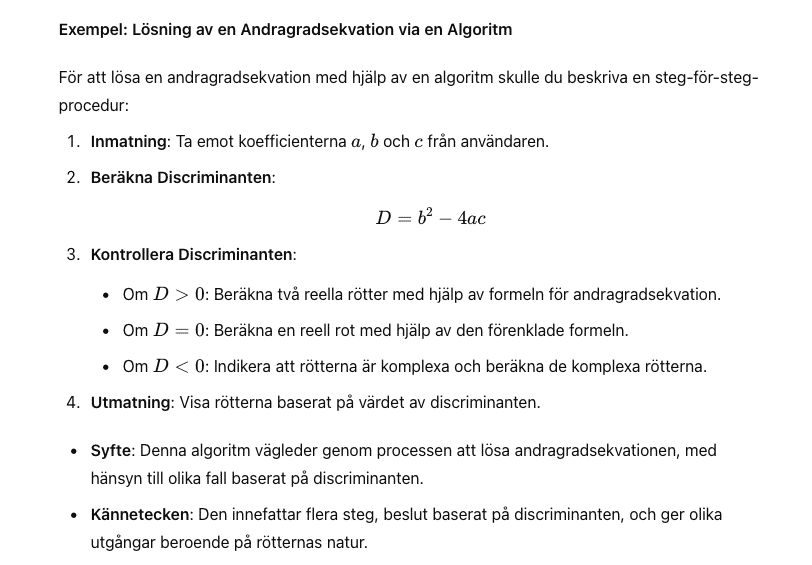 Exempel: Lösning av en Andragradsekvation via en Algoritm
För att lösa en andragradsekvation med hjälp av en algoritm skulle du beskriva en steg-för-steg-
procedur:
1. Inmatning: Ta emot koefficienterna a, b och c från användaren.
2. Beräkna Discriminanten:
D = b² − 4ac
3. Kontrollera Discriminanten:
• Om D > 0: Beräkna två reella rötter med hjälp av formeln för andragradsekvation.
• Om D = 0: Beräkna en reell rot med hjälp av den förenklade formeln.
• Om D < 0: Indikera att rötterna är komplexa och beräkna de komplexa rötterna.
4. Utmatning: Visa rötterna baserat på värdet av discriminanten.
• Syfte: Denna algoritm vägleder genom processen att lösa andragradsekvationen, med
hänsyn till olika fall baserat på discriminanten.
• Kännetecken: Den innefattar flera steg, beslut baserat på discriminanten, och ger olika
utgångar beroende på rötternas natur.